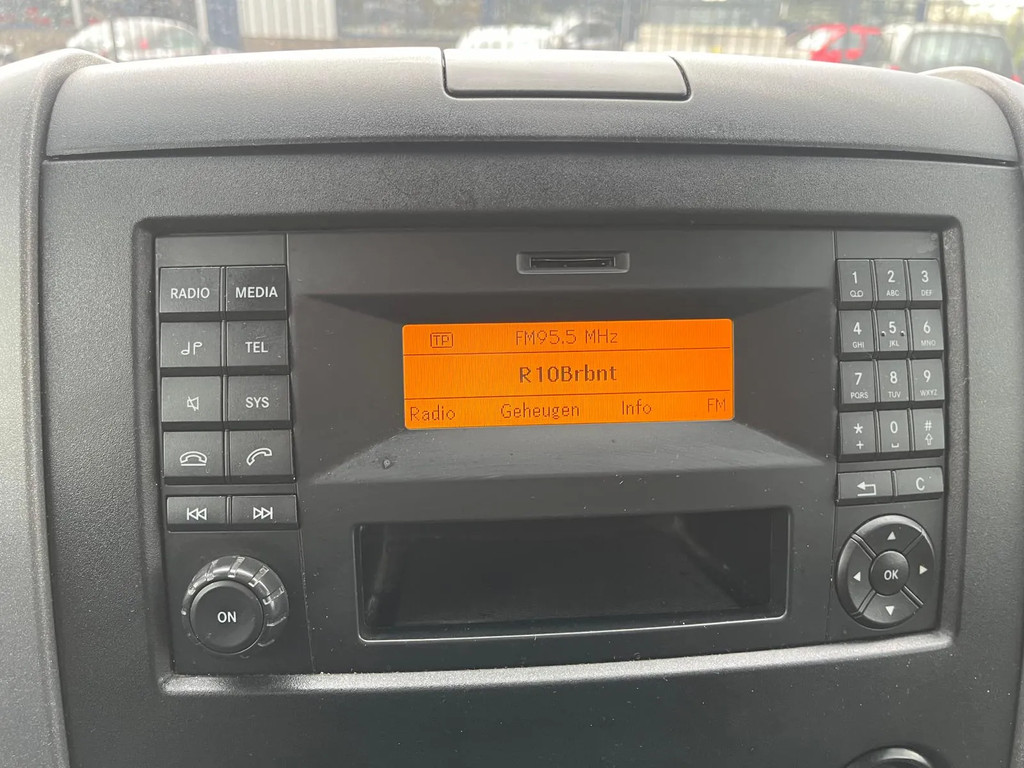 RADIO MEDIA
TEL
SYS
ON
TP FM95.5 MHz
R10Brbnt
Radio Geheugen Info FM
1 2 ABC 3 DEF
4 GHI 5 JKL 6 MNO
7 PQRS 8 TUV 9 WXYZ
* + 0 #
C
OK